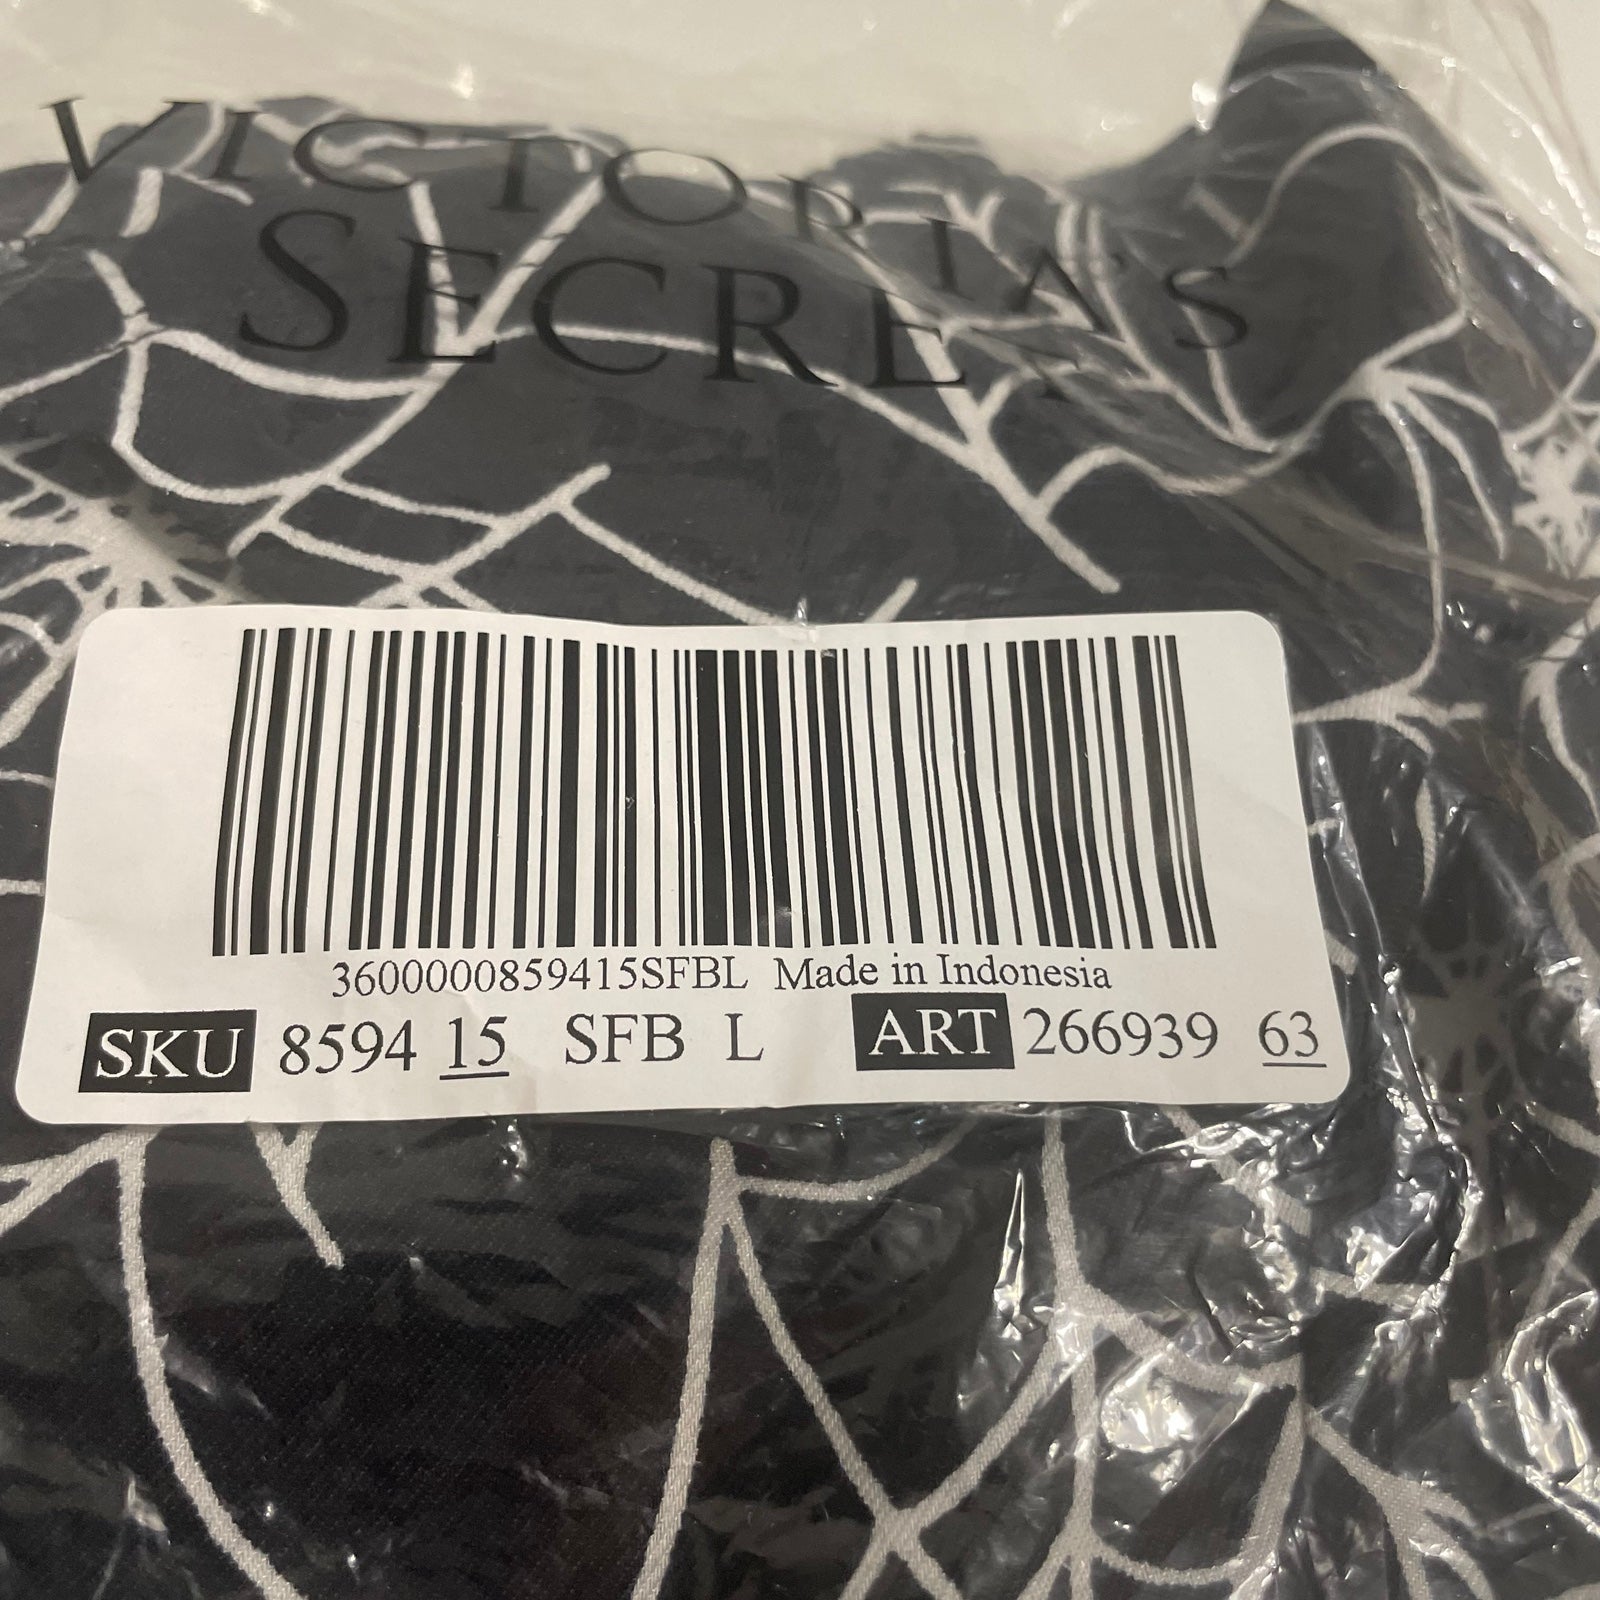 VICTORIA'S
SECRET
3600000859415SFBL Made in Indonesia
SKU 8594 15 SFB L ART 266939 63